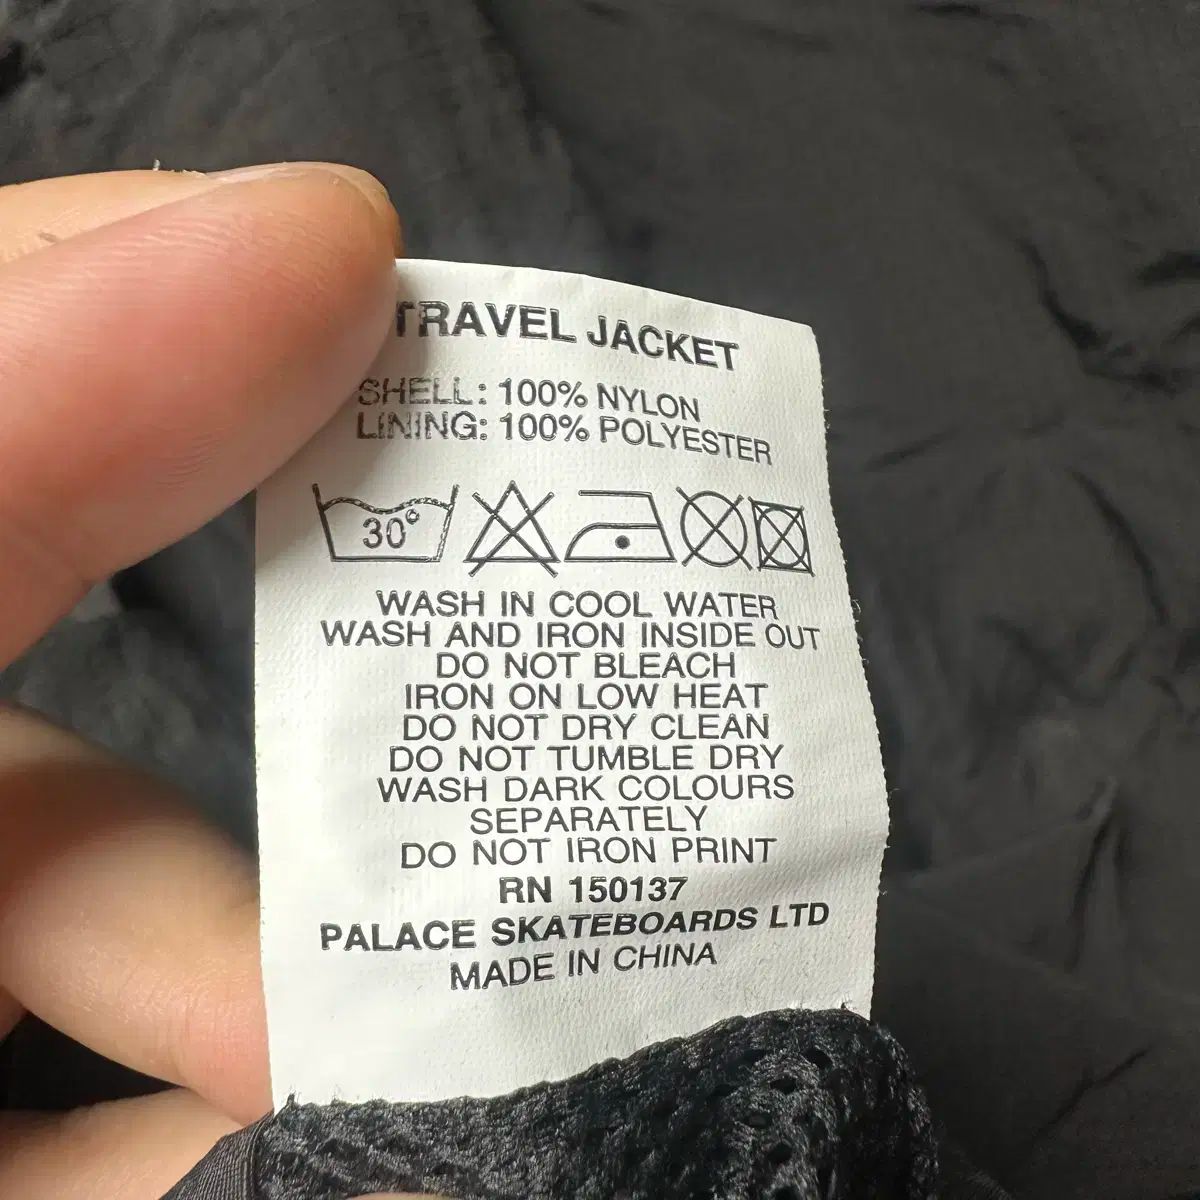 TRAVEL JACKET
SHELL: 100% NYLON
LINING: 100% POLYESTER
30°
WASH IN COOL WATER
WASH AND IRON INSIDE OUT
DO NOT BLEACH
IRON ON LOW HEAT
DO NOT DRY CLEAN
DO NOT TUMBLE DRY
WASH DARK COLOURS
SEPARATELY
DO NOT IRON PRINT
RN 150137
PALACE SKATEBOARDS LTD
MADE IN CHINA